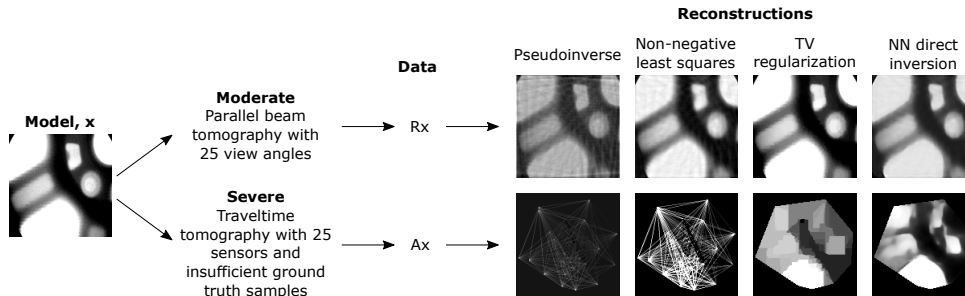 Reconstructions
Pseudoinverse
Non-negative
least squares
TV
regularization
NN direct
inversion
Data
Model, x
Moderate
Parallel beam
tomography with
25 view angles
Rx
Severe
Traveltime
tomography with 25
sensors and
insufficient ground
truth samples
Ax